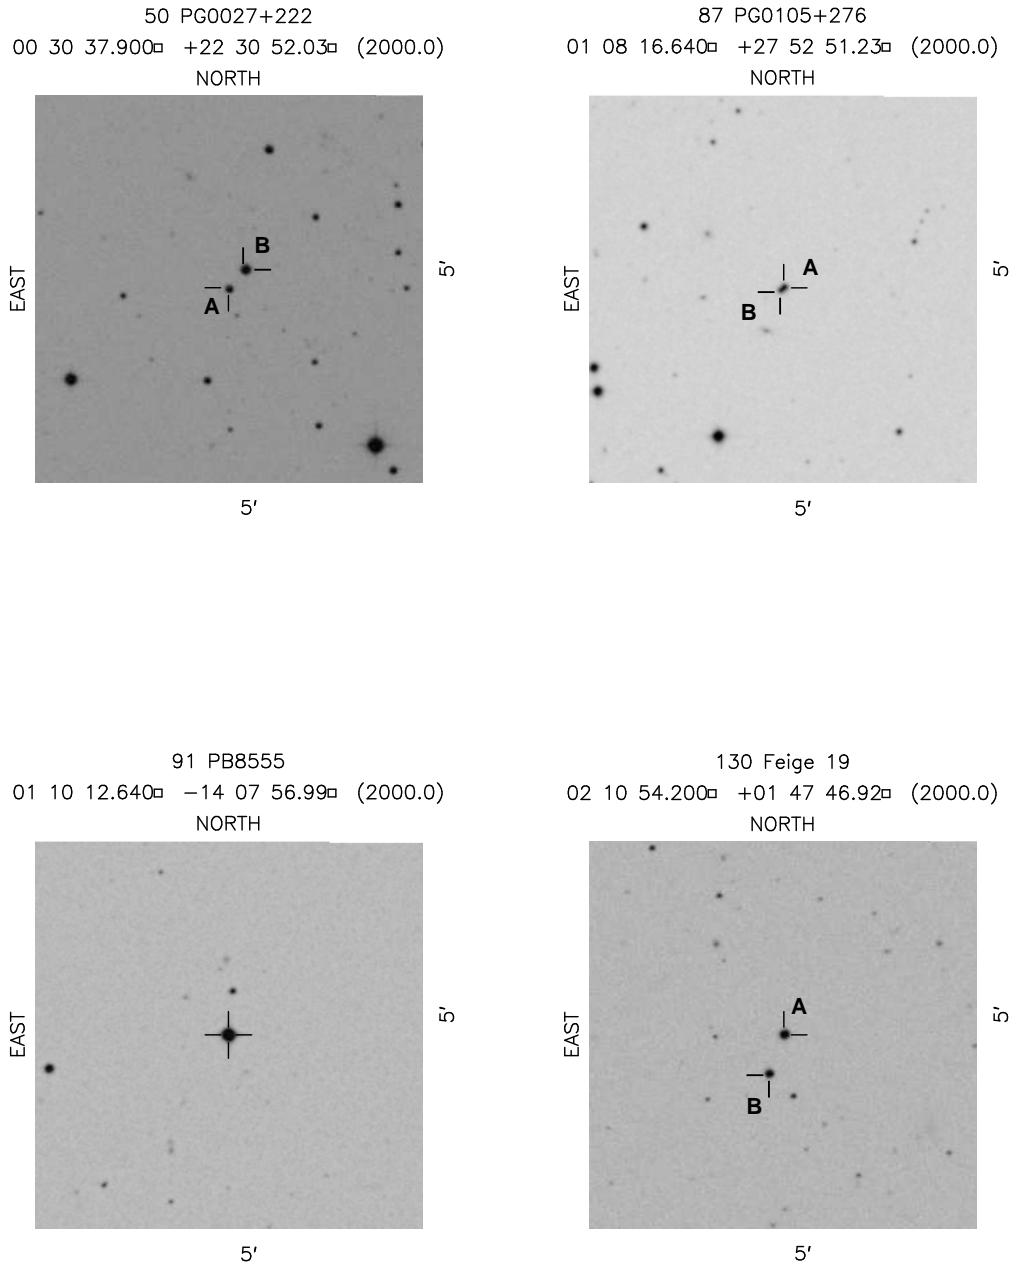 50 PG0027+222
00 30 37.900□ +22 30 52.03□ (2000.0)
NORTH
B
A
EAST
5'
5'
87 PG0105+276
01 08 16.640□ +27 52 51.23□ (2000.0)
NORTH
A
B
EAST
5'
5'
91 PB8555
01 10 12.640□ −14 07 56.99□ (2000.0)
NORTH
EAST
5'
5'
130 Feige 19
02 10 54.200□ +01 47 46.92□ (2000.0)
NORTH
A
B
EAST
5'
5'